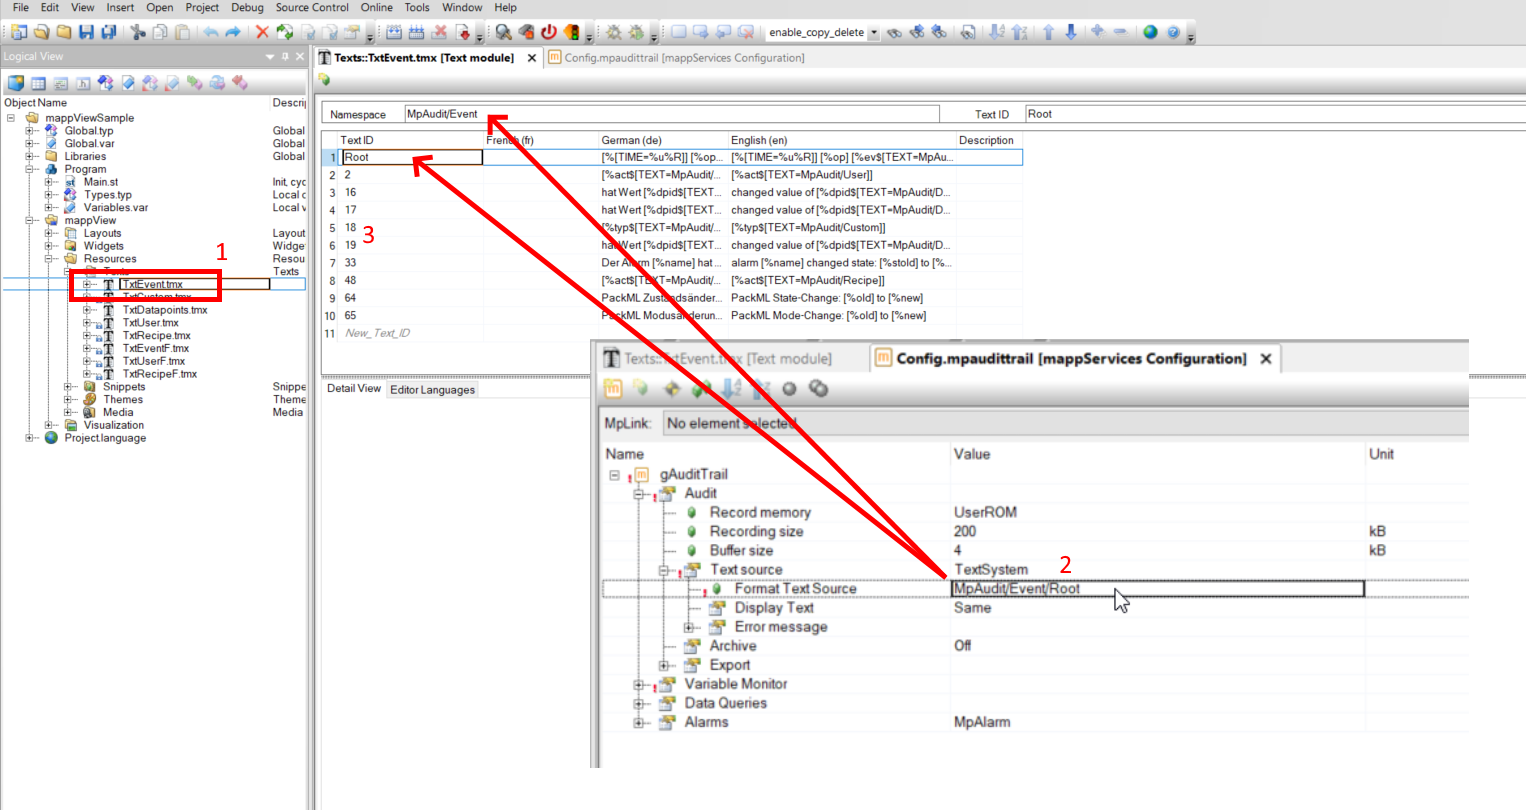 File Edit View Insert Open Project Debug Source Control Online Tools Window Help
enable_copy_delete
Logical View
Object Name Descrip
mappViewSample
Global.typ Global
Global.var Global
Libraries Global
Program
Main.st Init, cyc
Types.typ Local c
Variables.var Local v
mappView
Layouts Layout
Widgets Widge
1
Resources Resou
Texts Texts
TxtEvent.tmx
TxtCustom.tmx
TxtDatapoints.tmx
TxtUser.tmx
TxtRecipe.tmx
TxtEventF.tmx
TxtUserF.tmx
TxtRecipeF.tmx
Snippets Snippe
Themes Theme
Media Media
Visualization
Project.language
Texts::TxtEvent.tmx [Text module] Config.mpaudittrail [mappServices Configuration]
Namespace MpAudit/Event Text ID Root
Text ID French (fr) German (de) English (en) Description
1 Root [%[TIME=%u%R]] [%op... [%[TIME=%u%R]] [%op] [%ev$[TEXT=MpAu...
2 2 [%act$[TEXT=MpAudit/... [%act$[TEXT=MpAudit/User]]
3 16 hat Wert [%dpid$[TEXT... changed value of [%dpid$[TEXT=MpAudit/D...
4 17 hat Wert [%dpid$[TEXT... changed value of [%dpid$[TEXT=MpAudit/D...
5 18 [%typ$[TEXT=MpAudit/... [%typ$[TEXT=MpAudit/Custom]]
3
6 19 hat Wert [%dpid$[TEXT... changed value of [%dpid$[TEXT=MpAudit/D...
7 33 Der Alarm [%name] hat... alarm [%name] changed state: [%stold] to [%...
8 48 [%act$[TEXT=MpAudit/... [%act$[TEXT=MpAudit/Recipe]]
9 64 PackML Zustandsänder... PackML State-Change: [%old] to [%new]
10 65 PackML Modusänderun... PackML Mode-Change: [%old] to [%new]
11 New_Text_ID
Detail View Editor Languages
Texts::TxtEvent.tmx [Text module] Config.mpaudittrail [mappServices Configuration]
MpLink: No element selected
Name Value Unit
gAuditTrail
Audit
Record memory UserROM
Recording size 200 kB
Buffer size 4 kB
2
Text source TextSystem
Format Text Source MpAudit/Event/Root
Display Text Same
Error message
Archive Off
Export
Variable Monitor
Data Queries
Alarms MpAlarm